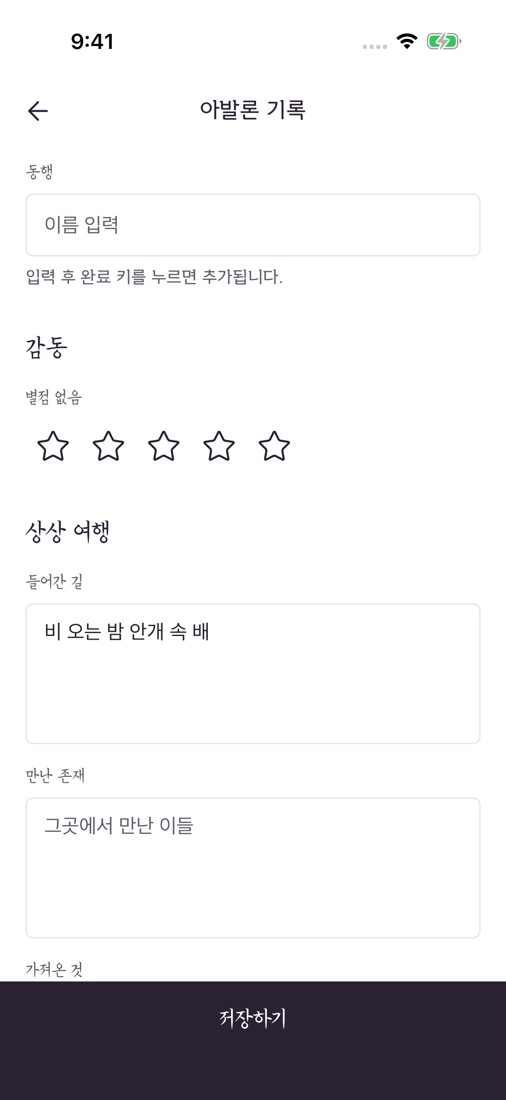 9:41
아발론 기록
동행
이름 입력
입력 후 완료 키를 누르면 추가됩니다.
감동
별점 없음
상상 여행
들어간 길
비 오는 밤 안개 속 배
만난 존재
그곳에서 만난 이들
가져온 것
저장하기